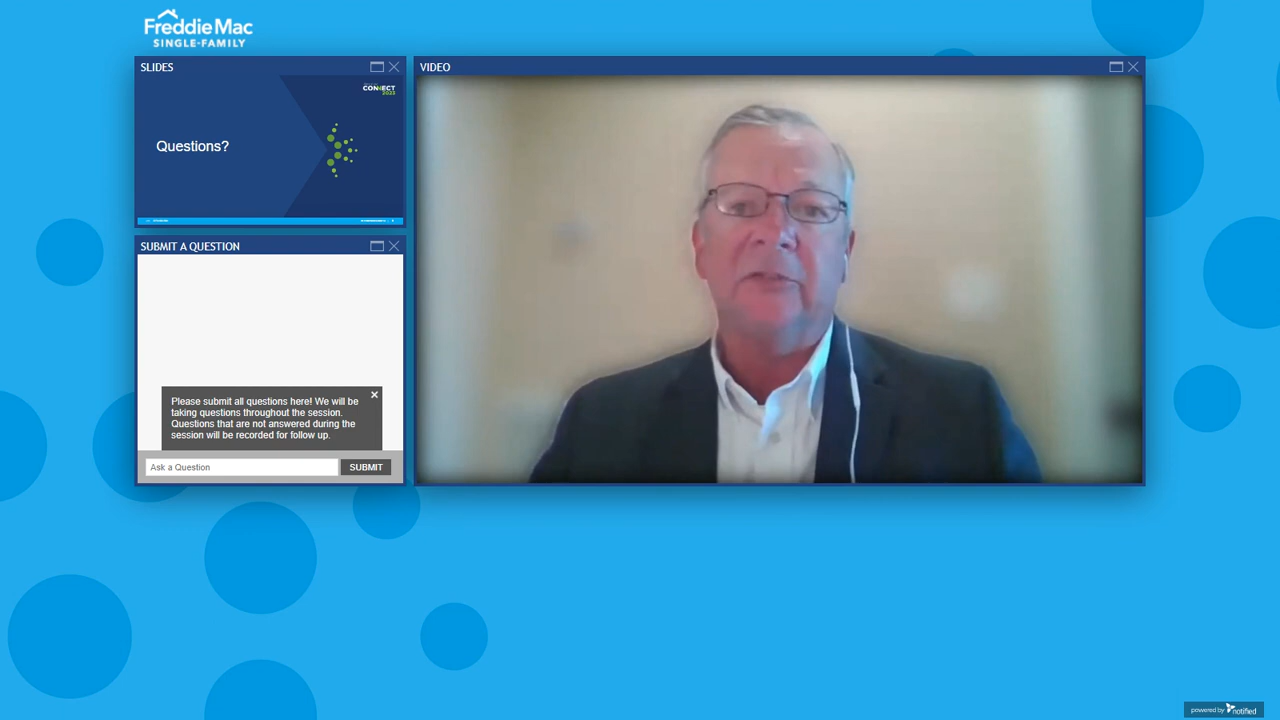 Freddie Mac
SINGLE-FAMILY
SLIDES
CONNECT
2022
Questions?
SUBMIT A QUESTION
Please submit all questions here! We will be
taking questions throughout the session.
Questions that are not answered during the
session will be recorded for follow up.
Ask a Question
SUBMIT
VIDEO
powered by notified